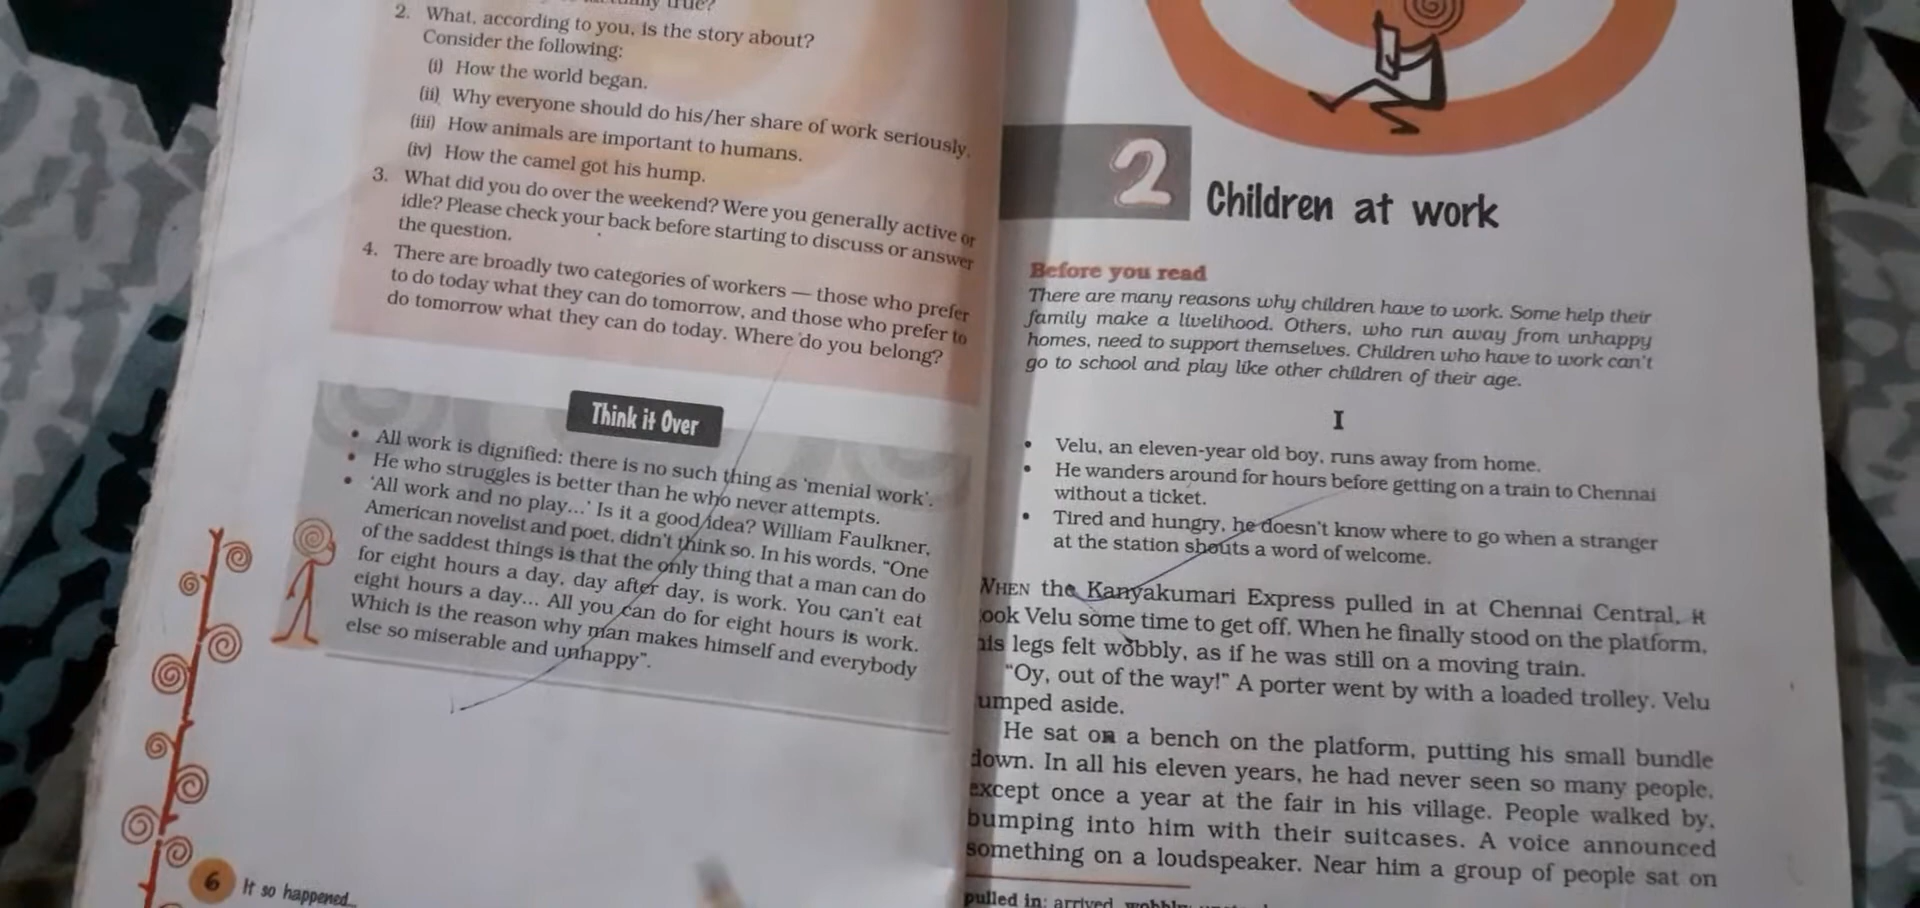 true?
2. What, according to you, is the story about?
Consider the following:
(i) How the world began.
(ii) Why everyone should do his/her share of work seriously.
(iii) How animals are important to humans.
(iv) How the camel got his hump.
3. What did you do over the weekend? Were you generally active or
idle? Please check your back before starting to discuss or answer
the question.
4. There are broadly two categories of workers — those who prefer
to do today what they can do tomorrow, and those who prefer to
do tomorrow what they can do today. Where do you belong?
Think it Over
• All work is dignified: there is no such thing as ‘menial work’.
• He who struggles is better than he who never attempts.
• ‘All work and no play...’ Is it a good idea? William Faulkner,
American novelist and poet, didn’t think so. In his words, “One
of the saddest things is that the only thing that a man can do
for eight hours a day, day after day, is work. You can’t eat
eight hours a day... All you can do for eight hours is work.
Which is the reason why man makes himself and everybody
else so miserable and unhappy”.
6 It so happened...
2 Children at work
Before you read
There are many reasons why children have to work. Some help their
family make a livelihood. Others, who run away from unhappy
homes, need to support themselves. Children who have to work can’t
go to school and play like other children of their age.
I
• Velu, an eleven-year old boy, runs away from home.
• He wanders around for hours before getting on a train to Chennai
without a ticket.
• Tired and hungry, he doesn’t know where to go when a stranger
at the station shouts a word of welcome.
WHEN the Kanyakumari Express pulled in at Chennai Central, it
ook Velu some time to get off. When he finally stood on the platform,
his legs felt wobbly, as if he was still on a moving train.
“Oy, out of the way!” A porter went by with a loaded trolley. Velu
umped aside.
He sat on a bench on the platform, putting his small bundle
down. In all his eleven years, he had never seen so many people,
except once a year at the fair in his village. People walked by,
bumping into him with their suitcases. A voice announced
something on a loudspeaker. Near him a group of people sat on
pulled in: arrived